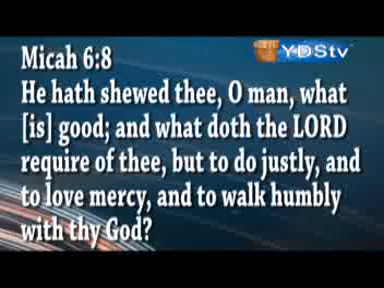 YDStv
Micah 6:8
He hath shewed thee, O man, what
[is] good; and what doth the LORD
require of thee, but to do justly, and
to love mercy, and to walk humbly
with thy God?